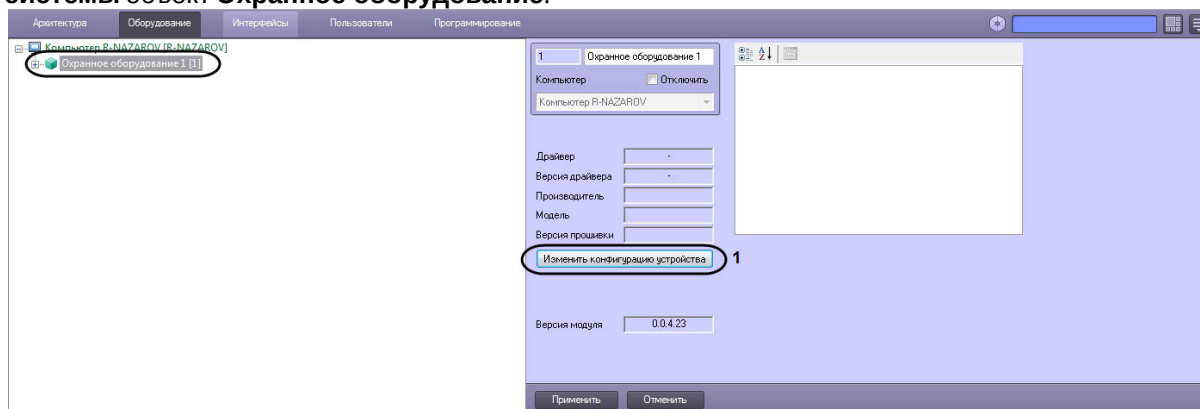 системы объект Охранное оборудование.
Архитектура Оборудование Интерфейсы Пользователи Программирование
Компьютер R-NAZAROV [R-NAZAROV]
Охранное оборудование 1 [1]
1 Охранное оборудование 1
Компьютер Отключить
Компьютер R-NAZAROV
Драйвер -
Версия драйвера -
Производитель
Модель
Версия прошивки
Изменить конфигурацию устройства 1
Версия модуля 0.0.4.23
Применить Отменить